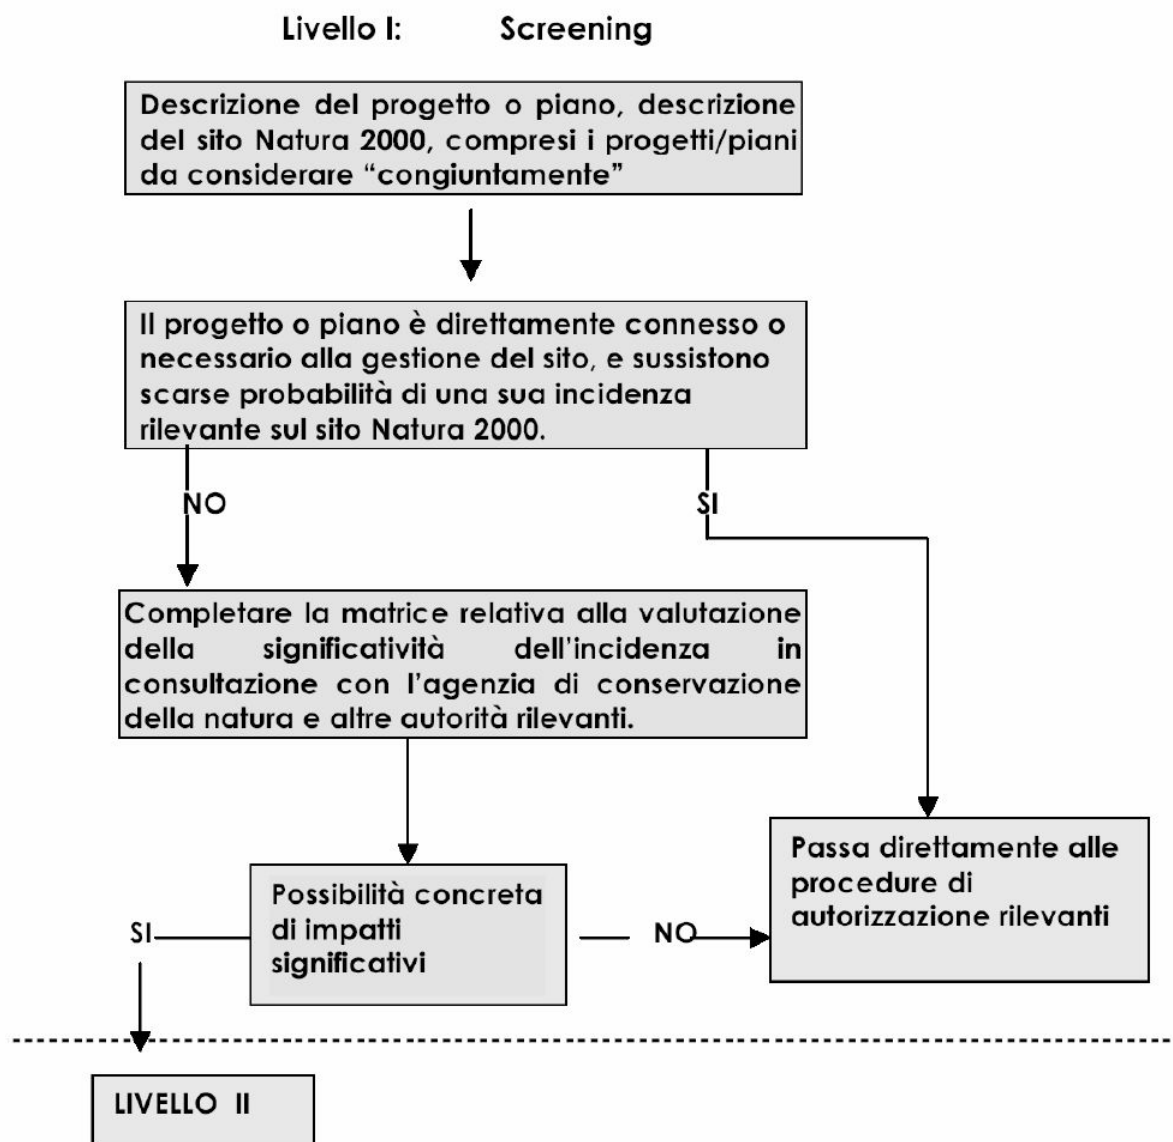 Livello I: Screening
Descrizione del progetto o piano, descrizione
del sito Natura 2000, compresi i progetti/piani
da considerare “congiuntamente”
Il progetto o piano è direttamente connesso o
necessario alla gestione del sito, e sussistono
scarse probabilità di una sua incidenza
rilevante sul sito Natura 2000.
NO
SI
Completare la matrice relativa alla valutazione
della significatività dell’incidenza in
consultazione con l’agenzia di conservazione
della natura e altre autorità rilevanti.
Possibilità concreta
di impatti
significativi
SI
NO
Passa direttamente alle
procedure di
autorizzazione rilevanti
LIVELLO II